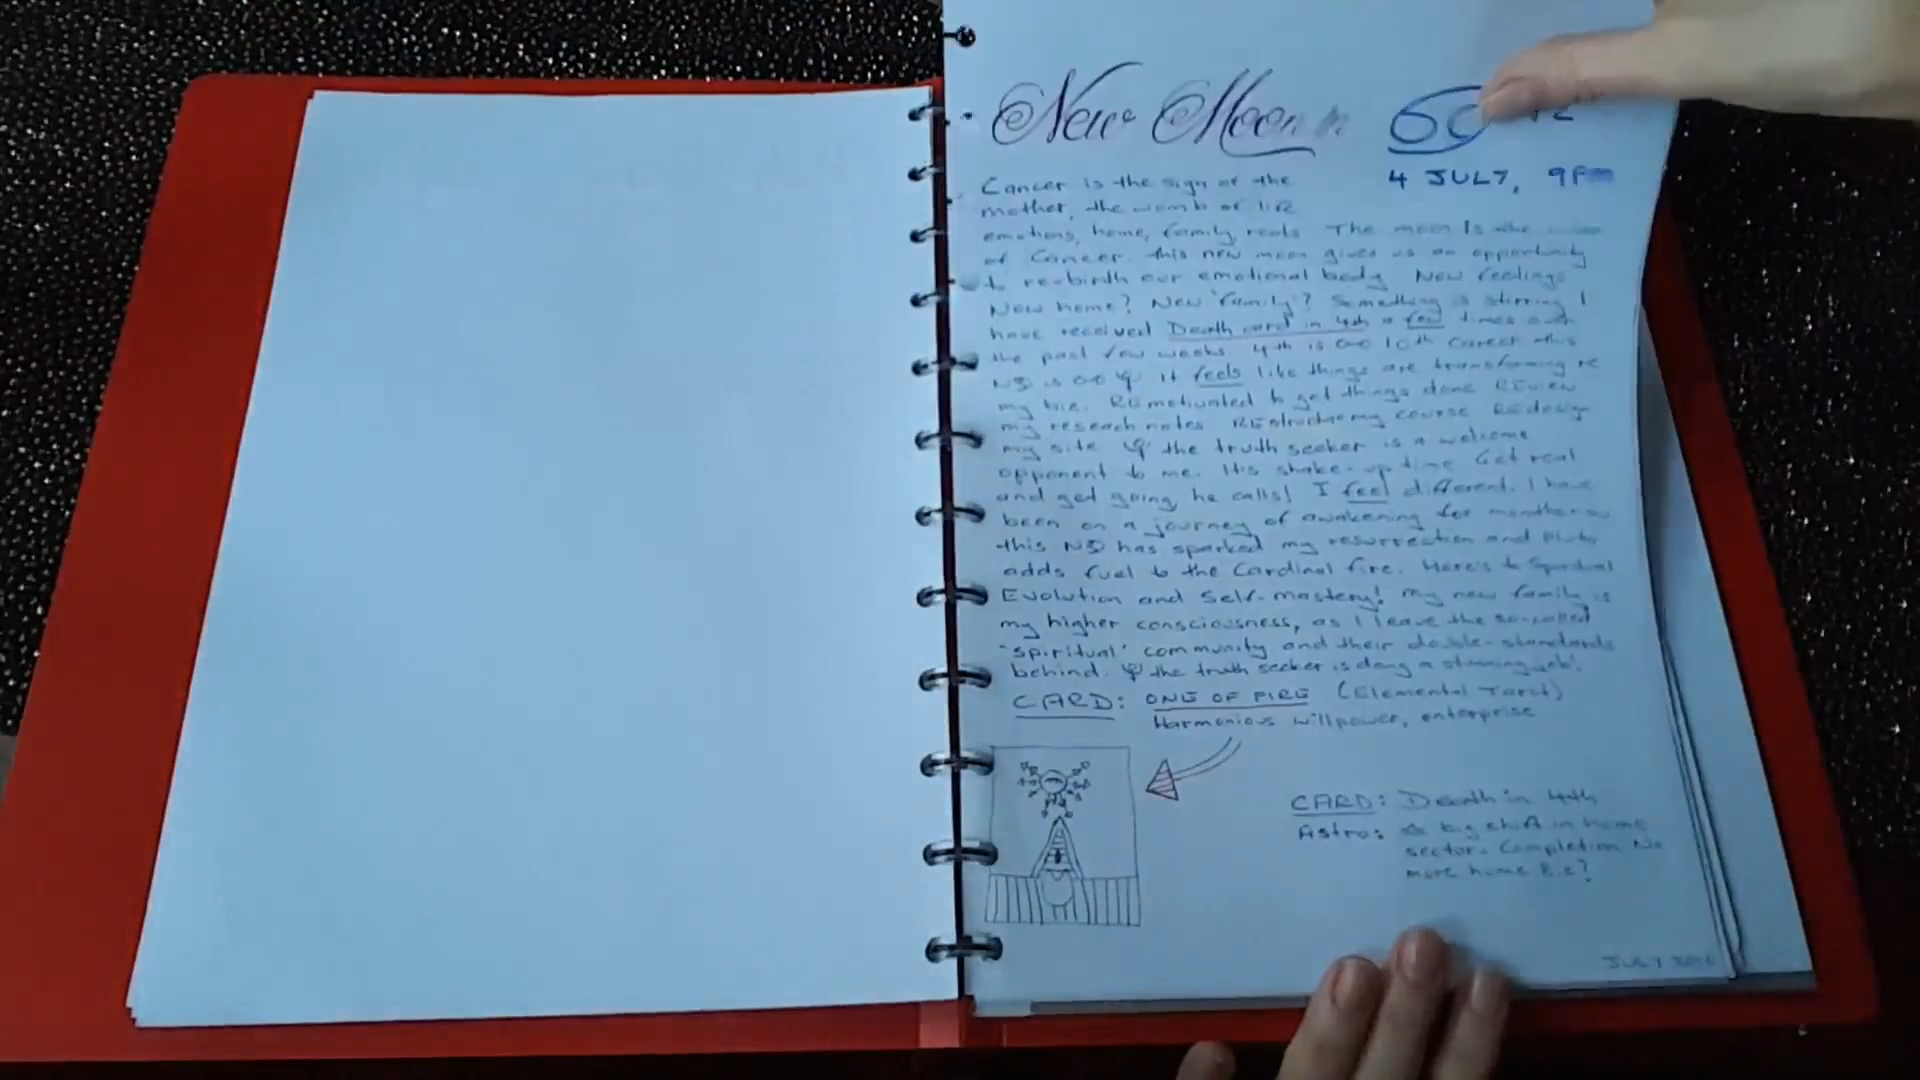 New Moon in ♋ 12°
4 JULY, 9PM
Cancer is the sign of the
mother, the womb of life
emotions, home, family, roots. The moon is the
of Cancer. This new moon gives us an opportunity
to re-birth our emotional body. New feelings
New home? New 'family'? Something is stirring I
have received Death card in 4th a few times over
the past few weeks. 4th is o-o 10th career this
is o-o It feels like things are transforming re
my biz. REmotivated to get things done REview
my research notes REstructure my course REdesign
my site the truth seeker is a welcome
opponent to me. It's shake-up time Get real
and get going, he calls! I feel different. I have
been on a journey of awakening for months
this has sparked my resurrection and Pluto
adds fuel to the Cardinal fire. Here's to Spiritual
Evolution and Self-mastery! My new family is
my higher consciousness, as I leave the so-called
"spiritual" community and their double-standards
behind. the truth seeker is doing a stunning job!
CARD: ONE OF FIRE (Elemental Tarot)
Harmonious willpower, enterprise
CARD: Death in 4th
Astro: big shift in home
sector. Completion No
more home Biz?
JULY